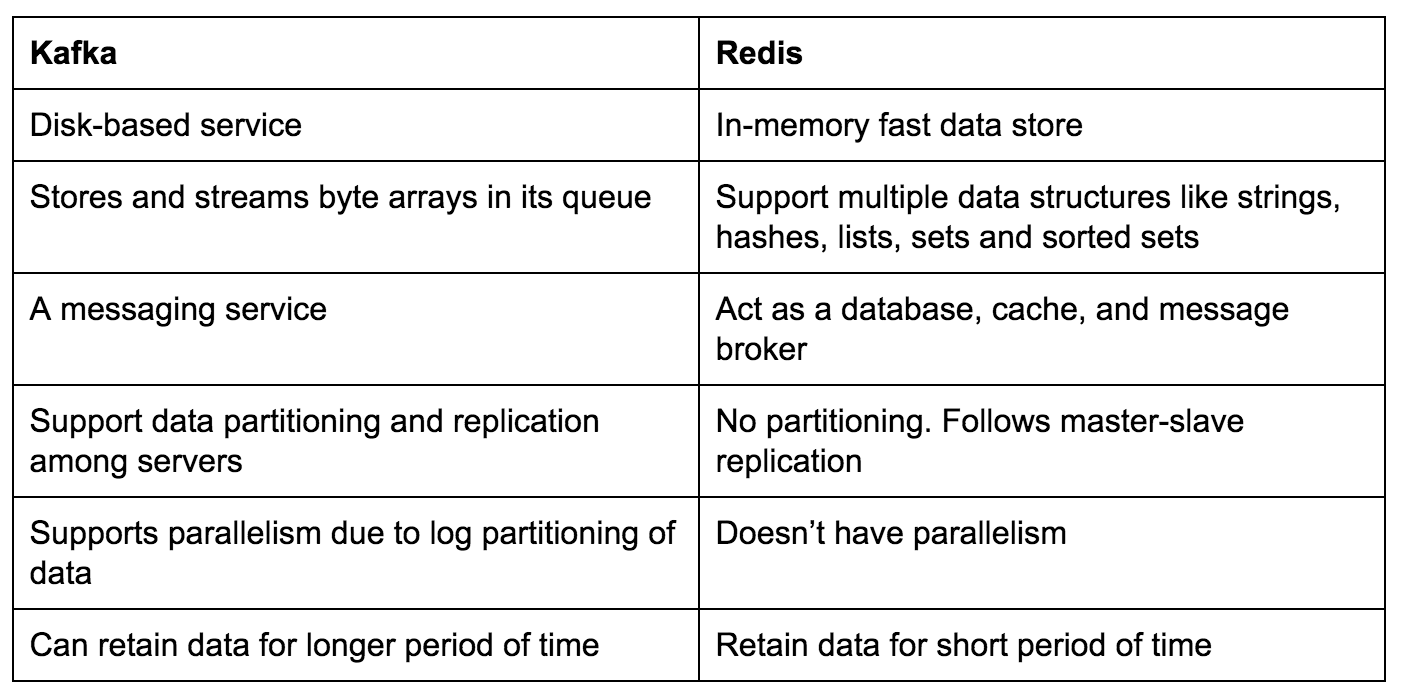 Kafka
Redis
Disk-based service
In-memory fast data store
Stores and streams byte arrays in its queue
Support multiple data structures like strings,
hashes, lists, sets and sorted sets
A messaging service
Act as a database, cache, and message
broker
Support data partitioning and replication
among servers
No partitioning. Follows master-slave
replication
Supports parallelism due to log partitioning of
data
Doesn’t have parallelism
Can retain data for longer period of time
Retain data for short period of time